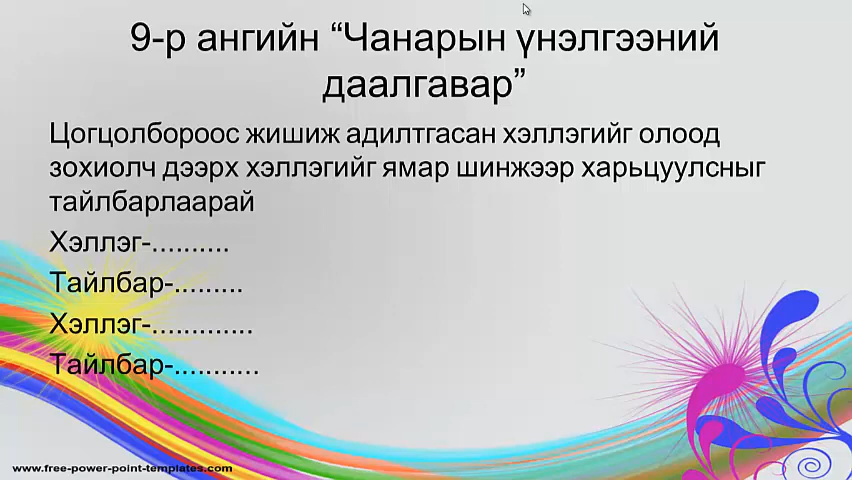 9-р ангийн “Чанарын үнэлгээний
даалгавар”
Цогцолбороос жишиж адилтгасан хэллэгийг олоод
зохиолч дээрх хэллэгийг ямар шинжээр харьцуулсныг
тайлбарлаарай
Хэллэг-..........
Тайлбар-.........
Хэллэг-.............
Тайлбар-...........
www.free-power-point-templates.com